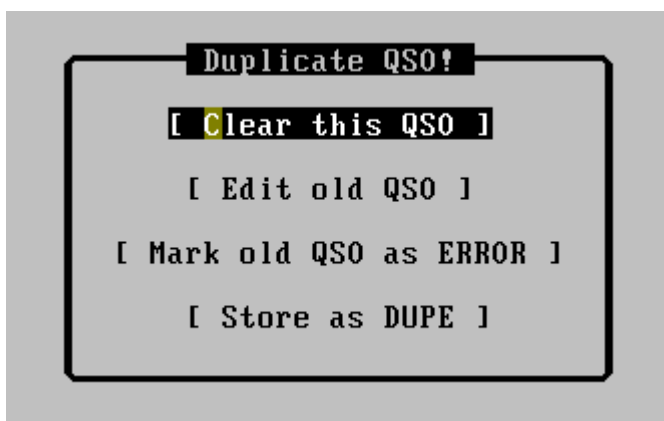 Duplicate QSO!
[ Clear this QSO ]
[ Edit old QSO ]
[ Mark old QSO as ERROR ]
[ Store as DUPE ]